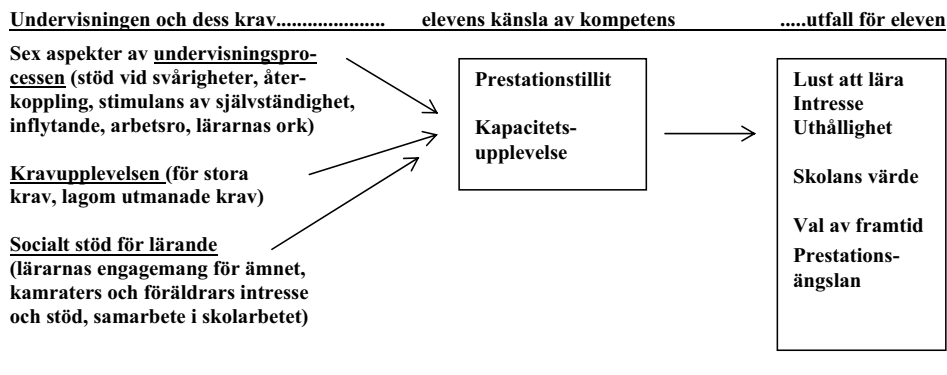 Undervisningen och dess krav..................... elevens känsla av kompetens .....utfall för eleven
Sex aspekter av undervisningspro-
cessen (stöd vid svårigheter, åter-
koppling, stimulans av självständighet,
inflytande, arbetsro, lärarnas ork)
Kravupplevelsen (för stora
krav, lagom utmanade krav)
Socialt stöd för lärande
(lärarnas engagemang för ämnet,
kamraters och föräldrars intresse
och stöd, samarbete i skolarbetet)
Prestationstillit
Kapacitets-
upplevelse
Lust att lära
Intresse
Uthållighet
Skolans värde
Val av framtid
Prestations-
ängslan